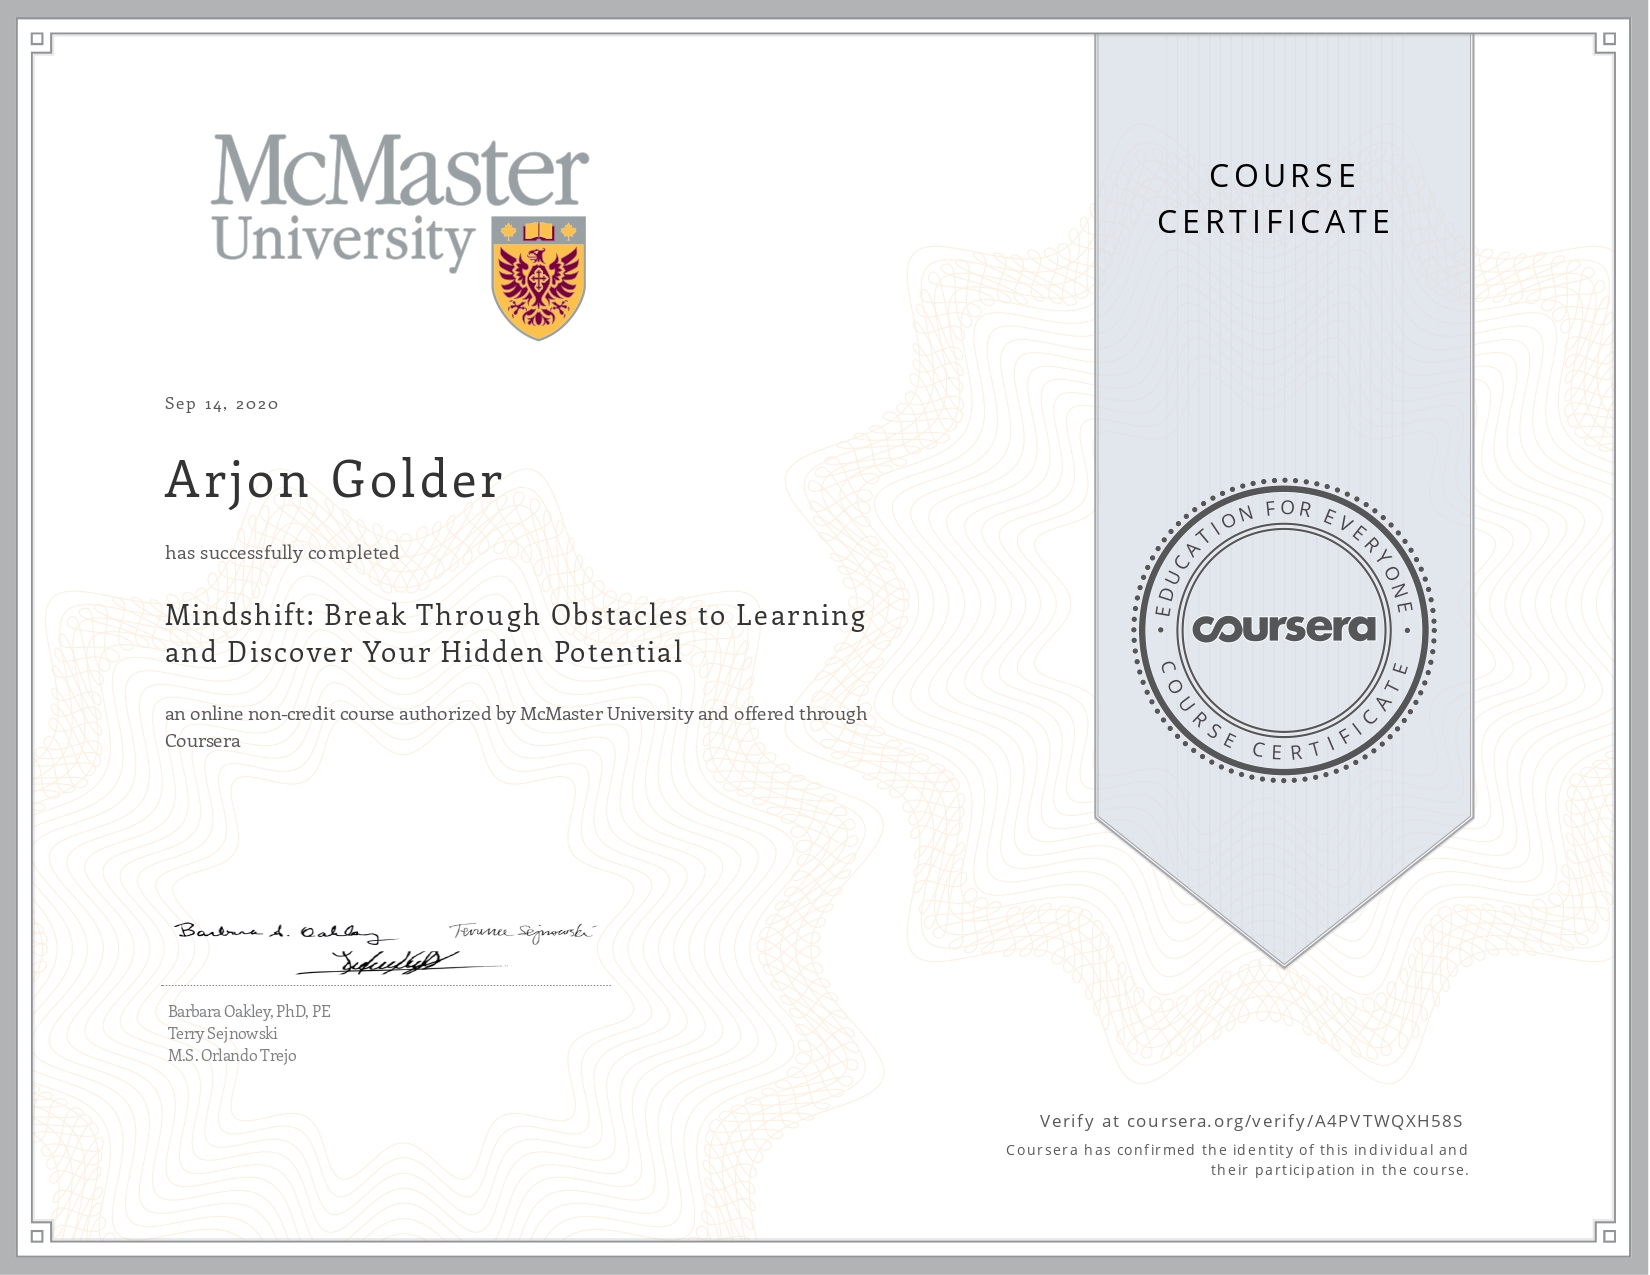 McMaster
University
COURSE
CERTIFICATE
Sep 14, 2020
Arjon Golder
has successfully completed
Mindshift: Break Through Obstacles to Learning
and Discover Your Hidden Potential
an online non-credit course authorized by McMaster University and offered through
Coursera
EDUCATION FOR EVERYONE
coursera
COURSE CERTIFICATE
Barbara A. Oakley
Terrence Sejnowski
Barbara Oakley, PhD, PE
Terry Sejnowski
M.S. Orlando Trejo
Verify at coursera.org/verify/A4PVTWQXH58S
Coursera has confirmed the identity of this individual and
their participation in the course.